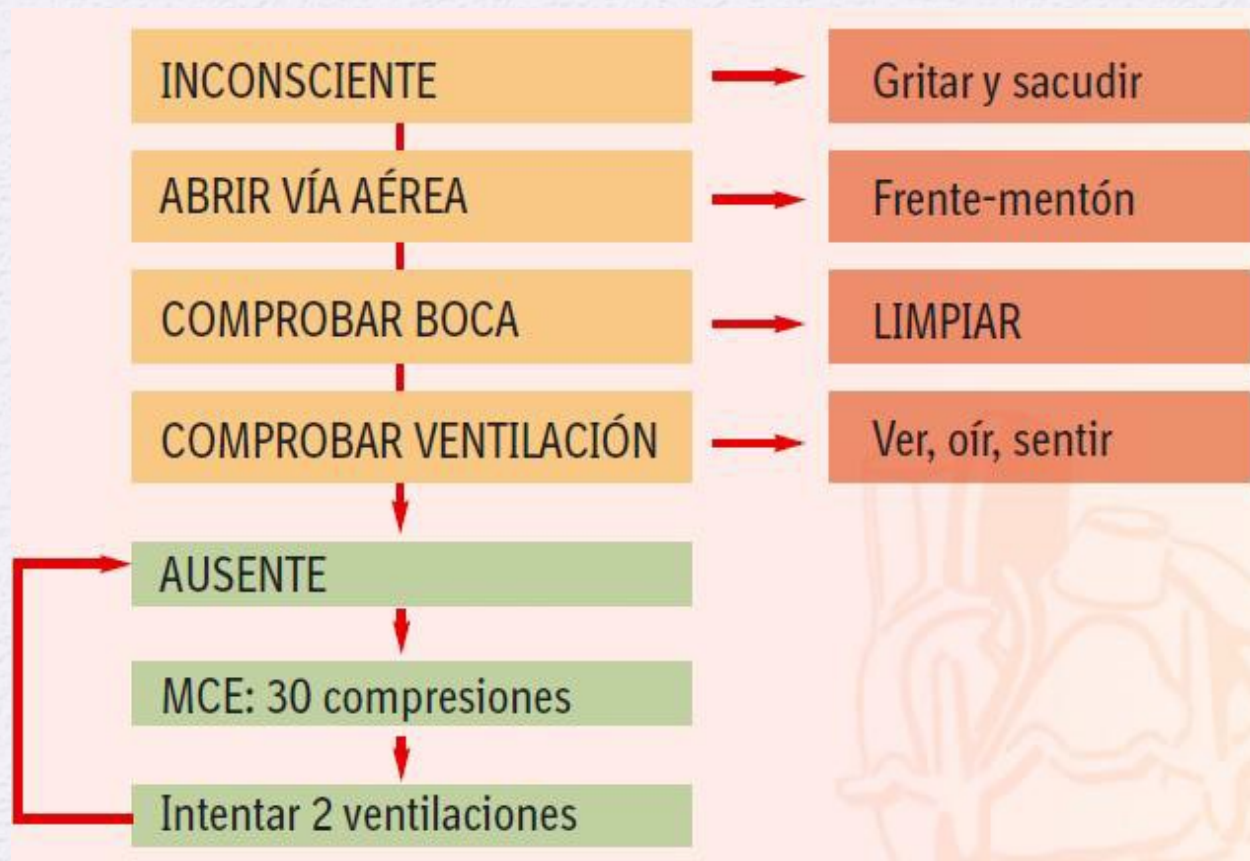 INCONSCIENTE
Gritar y sacudir
ABRIR VÍA AÉREA
Frente-mentón
COMPROBAR BOCA
LIMPIAR
COMPROBAR VENTILACIÓN
Ver, oír, sentir
AUSENTE
MCE: 30 compresiones
Intentar 2 ventilaciones